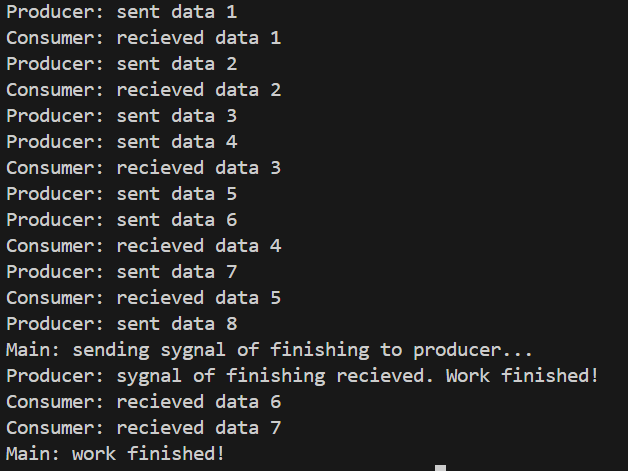 Producer: sent data 1
Consumer: recieved data 1
Producer: sent data 2
Consumer: recieved data 2
Producer: sent data 3
Producer: sent data 4
Consumer: recieved data 3
Producer: sent data 5
Producer: sent data 6
Consumer: recieved data 4
Producer: sent data 7
Consumer: recieved data 5
Producer: sent data 8
Main: sending sygnal of finishing to producer...
Producer: sygnal of finishing recieved. Work finished!
Consumer: recieved data 6
Consumer: recieved data 7
Main: work finished!